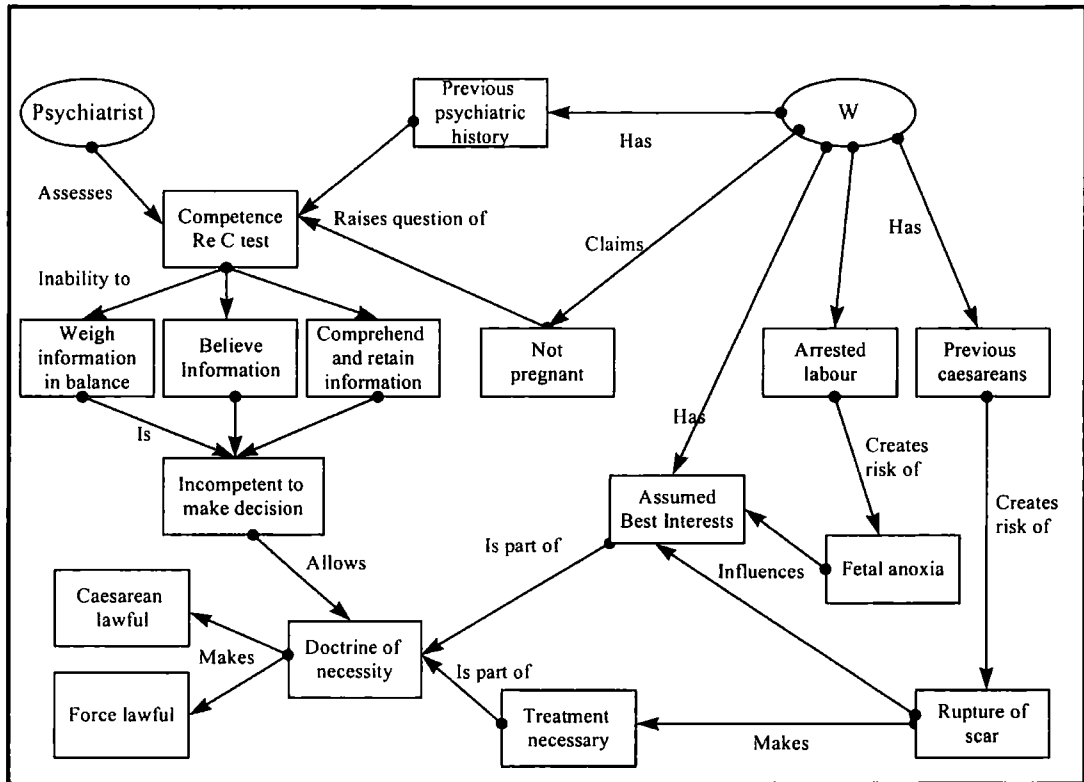 Psychiatrist
Previous
psychiatric
history
W
Has
Assesses
Competence
Re C test
Raises question of
Claims
Has
Inability to
Weigh
information
in balance
Believe
Information
Comprehend
and retain
information
Not
pregnant
Arrested
labour
Previous
caesareans
Is
Has
Creates
risk of
Incompetent to
make decision
Assumed
Best Interests
Creates
risk of
Is part of
Allows
Influences
Fetal anoxia
Caesarean
lawful
Makes
Doctrine of
necessity
Is part of
Force lawful
Treatment
necessary
Makes
Rupture of
scar